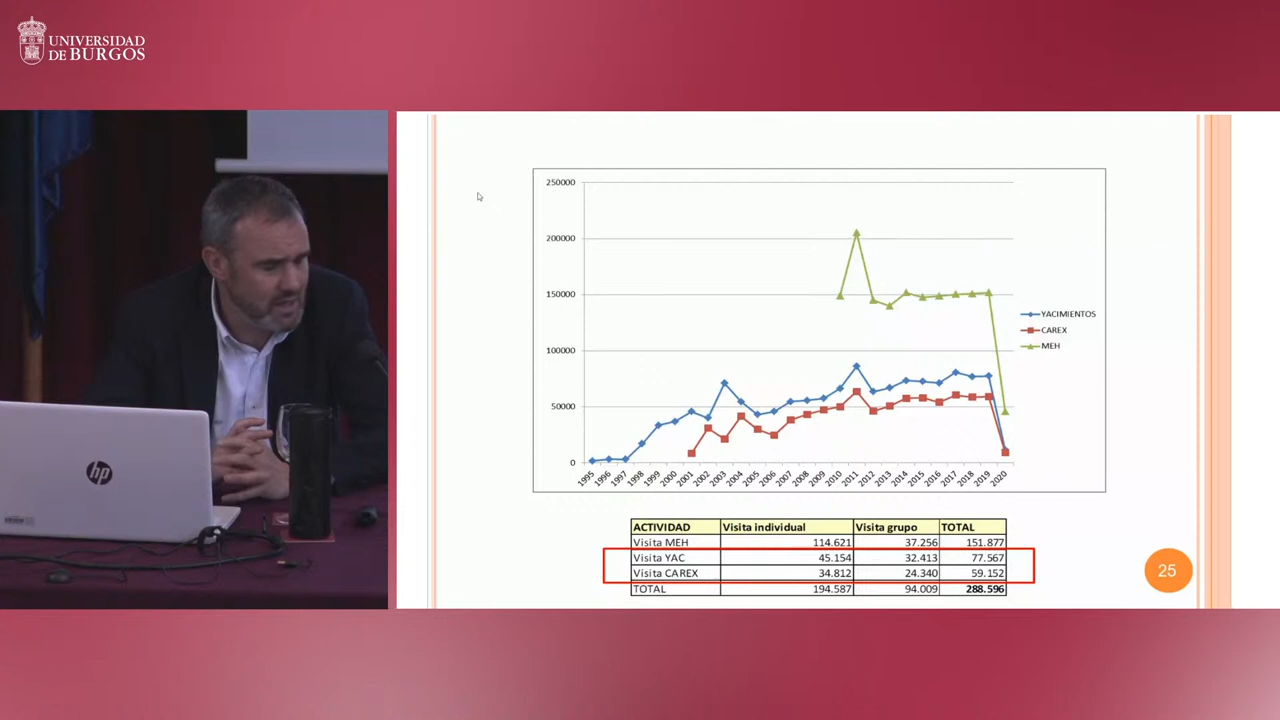 UNIVERSIDAD
DE BURGOS
250000
200000
150000
100000
50000
0
1995 1996 1997 1998 1999 2000 2001 2002 2003 2004 2005 2006 2007 2008 2009 2010 2011 2012 2013 2014 2015 2016 2017 2018 2019 2020
YACIMIENTOS
CAREX
MEH
ACTIVIDAD Visita individual Visita grupo TOTAL
Visita MEH 114.621 37.256 151.877
Visita YAC 45.154 32.413 77.567
Visita CAREX 34.812 24.340 59.152
TOTAL 194.587 94.009 288.596
25
hp